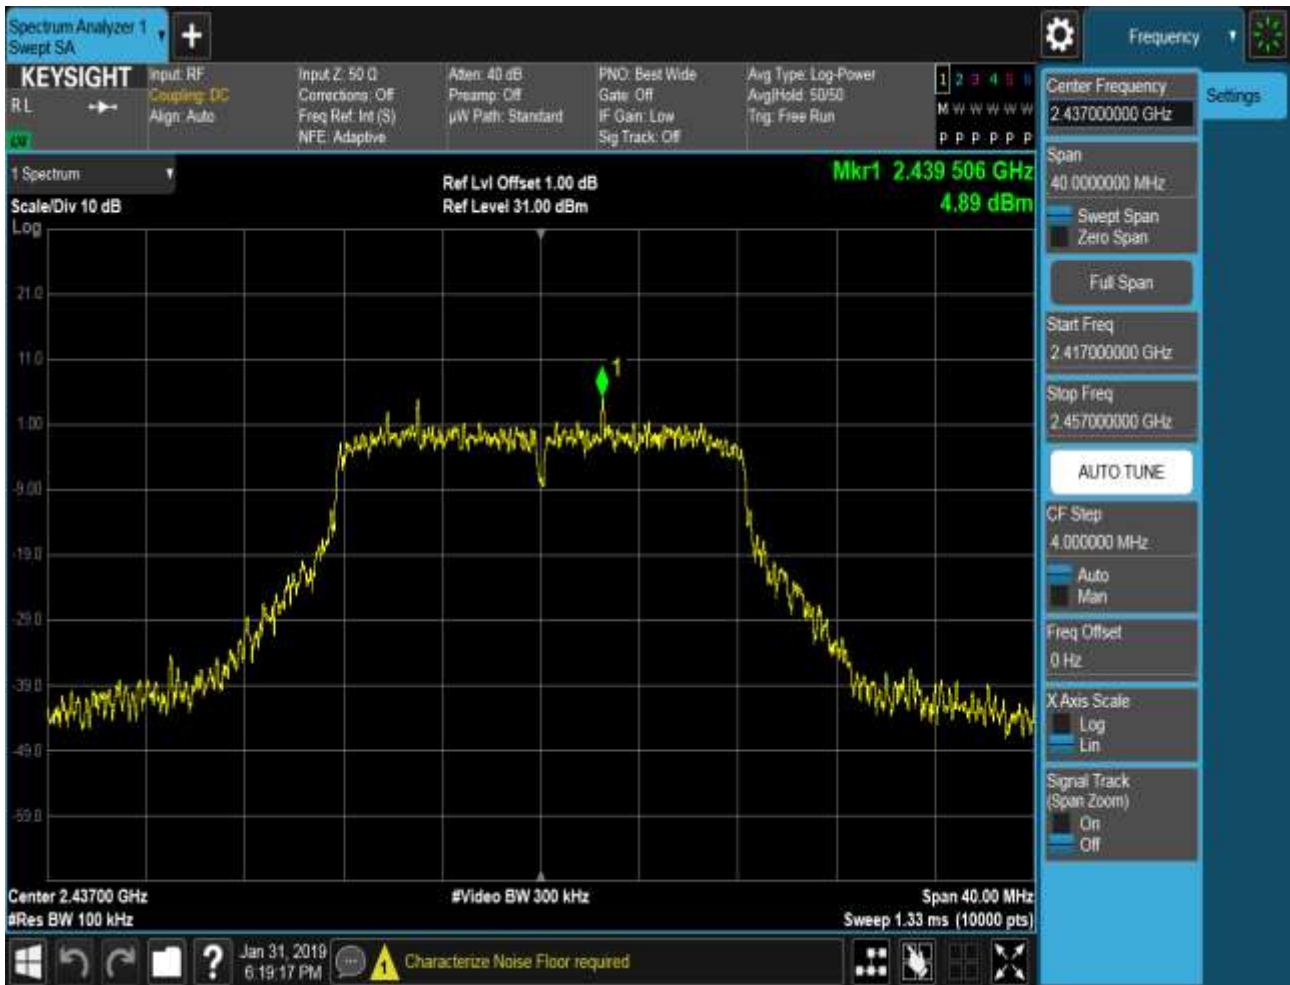 Spectrum Analyzer 1
Swept SA
+
Frequency
KEYSIGHT
RL
LXI
Input: RF
Coupling: DC
Align: Auto
Input Z: 50 Ω
Corrections: Off
Freq Ref: Int (S)
NFE: Adaptive
Atten: 40 dB
Preamp: Off
µW Path: Standard
PNO: Best Wide
Gate: Off
IF Gain: Low
Sig Track: Off
Avg Type: Log-Power
Avg|Hold: 50/50
Trig: Free Run
1 2 3 4 5 6
M W W W W W
P P P P P P
1 Spectrum
Scale/Div 10 dB
Log
Ref Lvl Offset 1.00 dB
Ref Level 31.00 dBm
Mkr1 2.439 506 GHz
4.89 dBm
21.0
11.0
1.00
-9.00
-19.0
-29.0
-39.0
-49.0
-59.0
1
Center 2.43700 GHz
#Res BW 100 kHz
#Video BW 300 kHz
Span 40.00 MHz
Sweep 1.33 ms (10000 pts)
Center Frequency
2.437000000 GHz
Settings
Span
40.0000000 MHz
Swept Span
Zero Span
Full Span
Start Freq
2.417000000 GHz
Stop Freq
2.457000000 GHz
AUTO TUNE
CF Step
4.000000 MHz
Auto
Man
Freq Offset
0 Hz
X Axis Scale
Log
Lin
Signal Track
(Span Zoom)
On
Off
?
Jan 31, 2019
6:19:17 PM
1
Characterize Noise Floor required